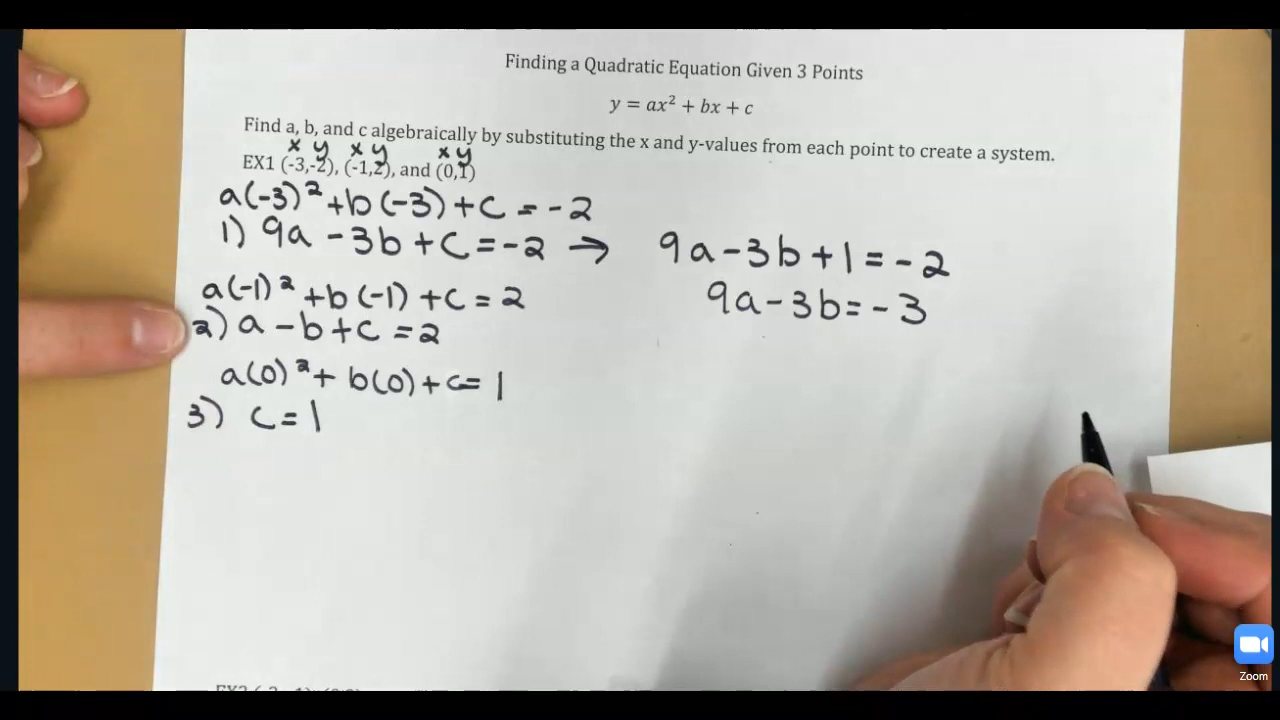 Finding a Quadratic Equation Given 3 Points
y = ax² + bx + c
Find a, b, and c algebraically by substituting the x and y-values from each point to create a system.
x y x y x y
EX1 (-3,-2), (-1,2), and (0,1)
a(-3)² + b(-3) + c = -2
1) 9a - 3b + c = -2 → 9a - 3b + 1 = -2
9a - 3b = -3
a(-1)² + b(-1) + c = 2
2) a - b + c = 2
a(0)² + b(0) + c = 1
3) c = 1
Zoom